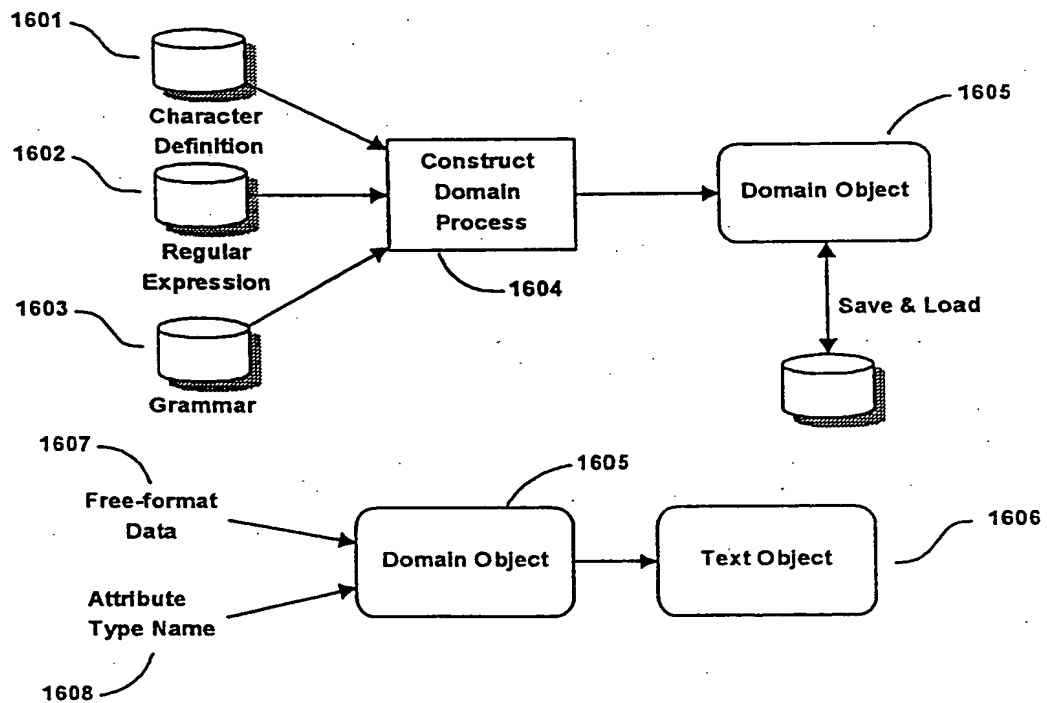 1601
Character
Definition
1602
Regular
Expression
1603
Grammar
Construct
Domain
Process
1604
1605
Domain Object
Save & Load
1607
Free-format
Data
Attribute
Type Name
1608
1605
Domain Object
Text Object
1606